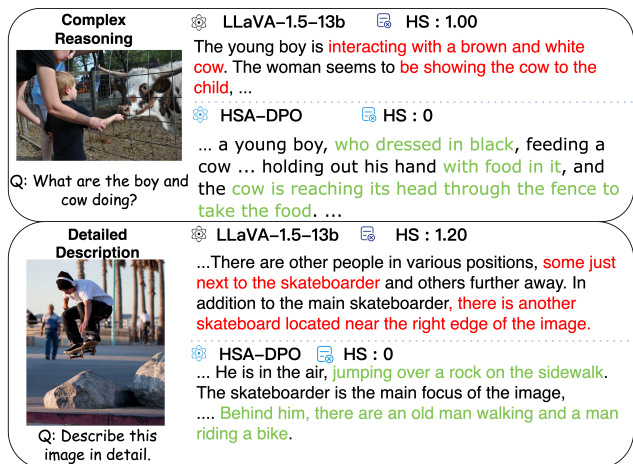 Complex
Reasoning
Q: What are the boy and
cow doing?
LLaVA-1.5-13b HS : 1.00
The young boy is interacting with a brown and white
cow. The woman seems to be showing the cow to the
child, ...
HSA-DPO HS : 0
... a young boy, who dressed in black, feeding a
cow ... holding out his hand with food in it, and
the cow is reaching its head through the fence to
take the food. ...
Detailed
Description
Q: Describe this
image in detail.
LLaVA-1.5-13b HS : 1.20
...There are other people in various positions, some just
next to the skateboarder and others further away. In
addition to the main skateboarder, there is another
skateboard located near the right edge of the image.
HSA-DPO HS : 0
... He is in the air, jumping over a rock on the sidewalk.
The skateboarder is the main focus of the image,
.... Behind him, there are an old man walking and a man
riding a bike.